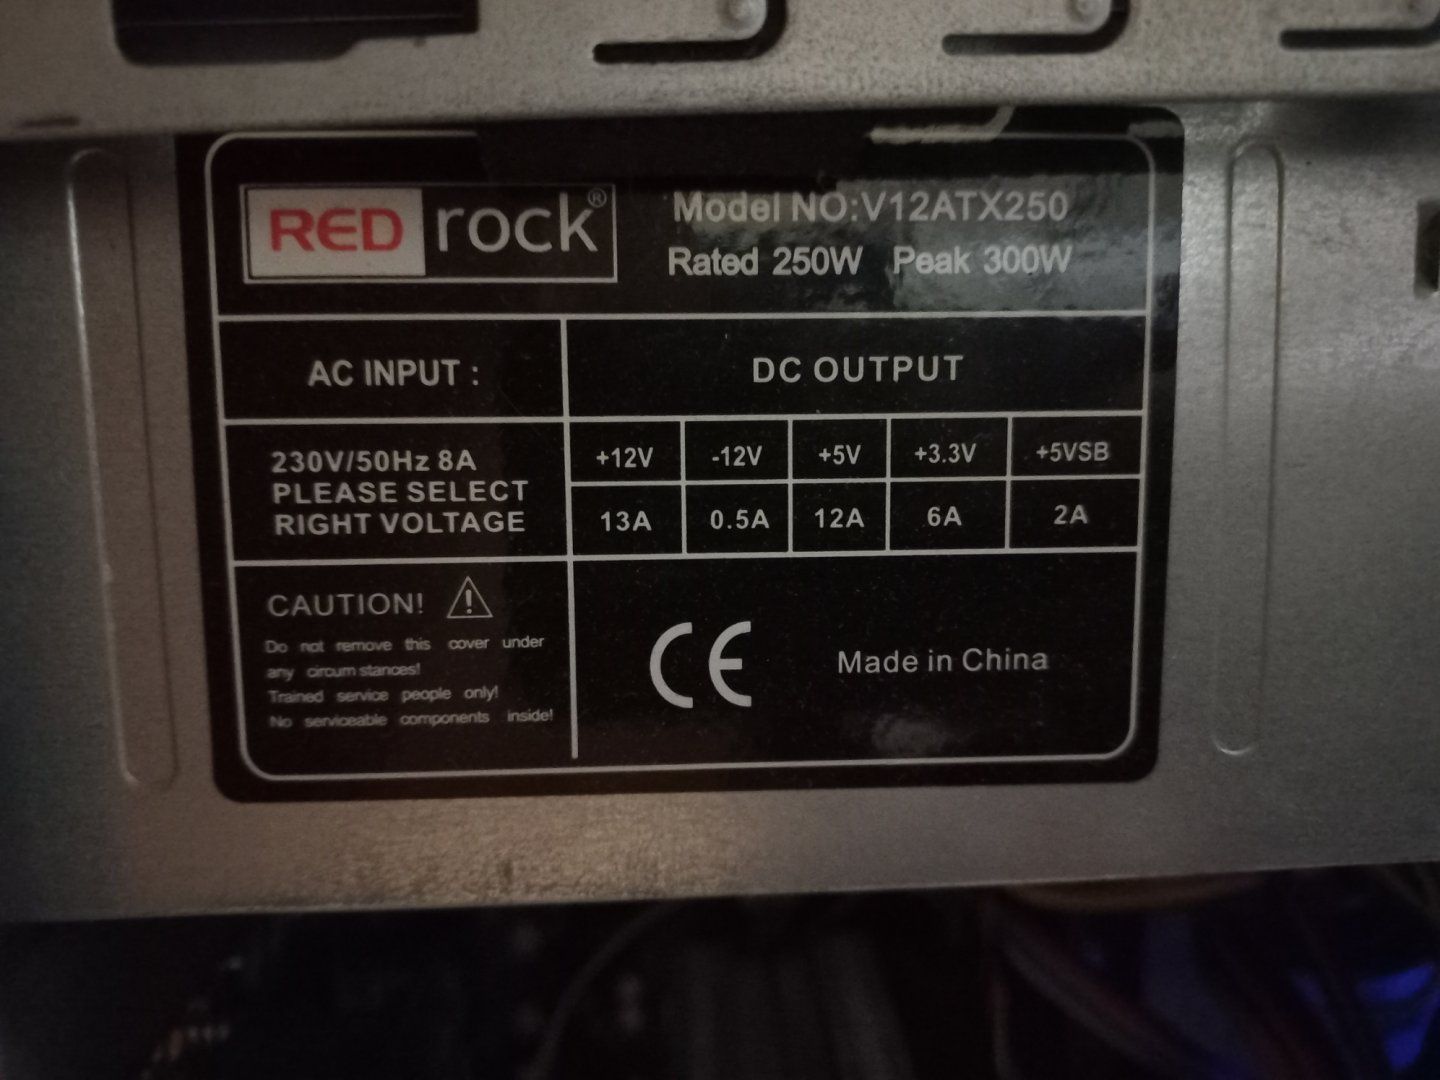 RED rock®
Model NO:V12ATX250
Rated 250W Peak 300W
AC INPUT :
DC OUTPUT
230V/50Hz 8A
PLEASE SELECT
RIGHT VOLTAGE
+12V -12V +5V +3.3V +5VSB
13A 0.5A 12A 6A 2A
CAUTION!
Do not remove this cover under
any circum stances!
Trained service people only!
No serviceable components inside!
CE
Made in China